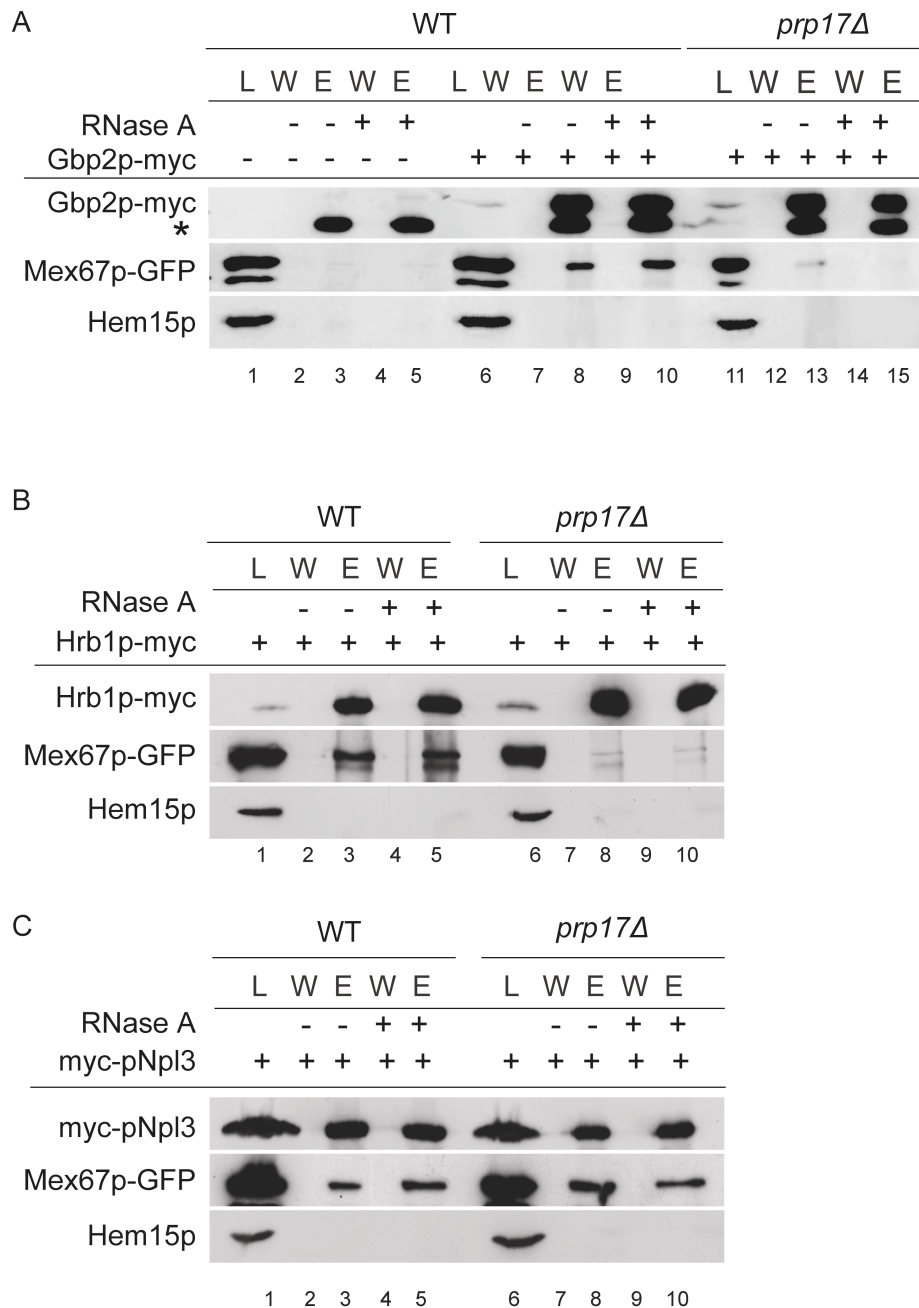 A
WT prp17Δ
L W E W E L W E W E L W E W E
RNase A - - + + - - + + - - + +
Gbp2p-myc - - - - - + + + + + + + + + +
Gbp2p-myc
*
Mex67p-GFP
Hem15p
1 2 3 4 5 6 7 8 9 10 11 12 13 14 15
B
WT prp17Δ
L W E W E L W E W E
RNase A - - + + - - + +
Hrb1p-myc + + + + + + + + + +
Hrb1p-myc
Mex67p-GFP
Hem15p
1 2 3 4 5 6 7 8 9 10
C
WT prp17Δ
L W E W E L W E W E
RNase A - - + + - - + +
myc-pNpl3 + + + + + + + + + +
myc-pNpl3
Mex67p-GFP
Hem15p
1 2 3 4 5 6 7 8 9 10